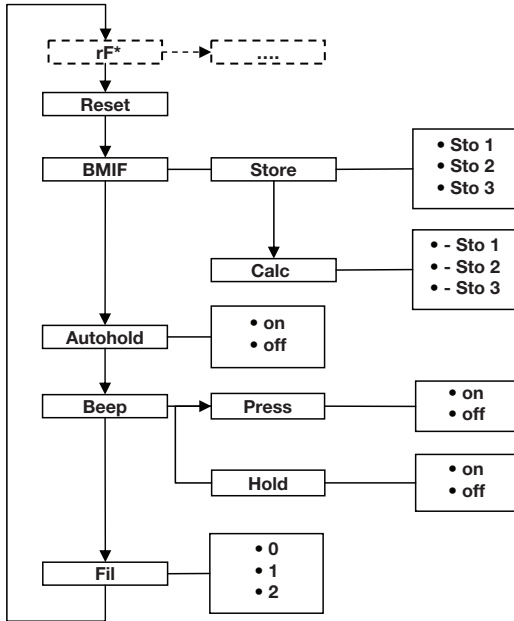 rF*
....
Reset
BMIF
Store
• Sto 1
• Sto 2
• Sto 3
Calc
• - Sto 1
• - Sto 2
• - Sto 3
Autohold
• on
• off
Beep
Press
• on
• off
Hold
• on
• off
Fil
• 0
• 1
• 2